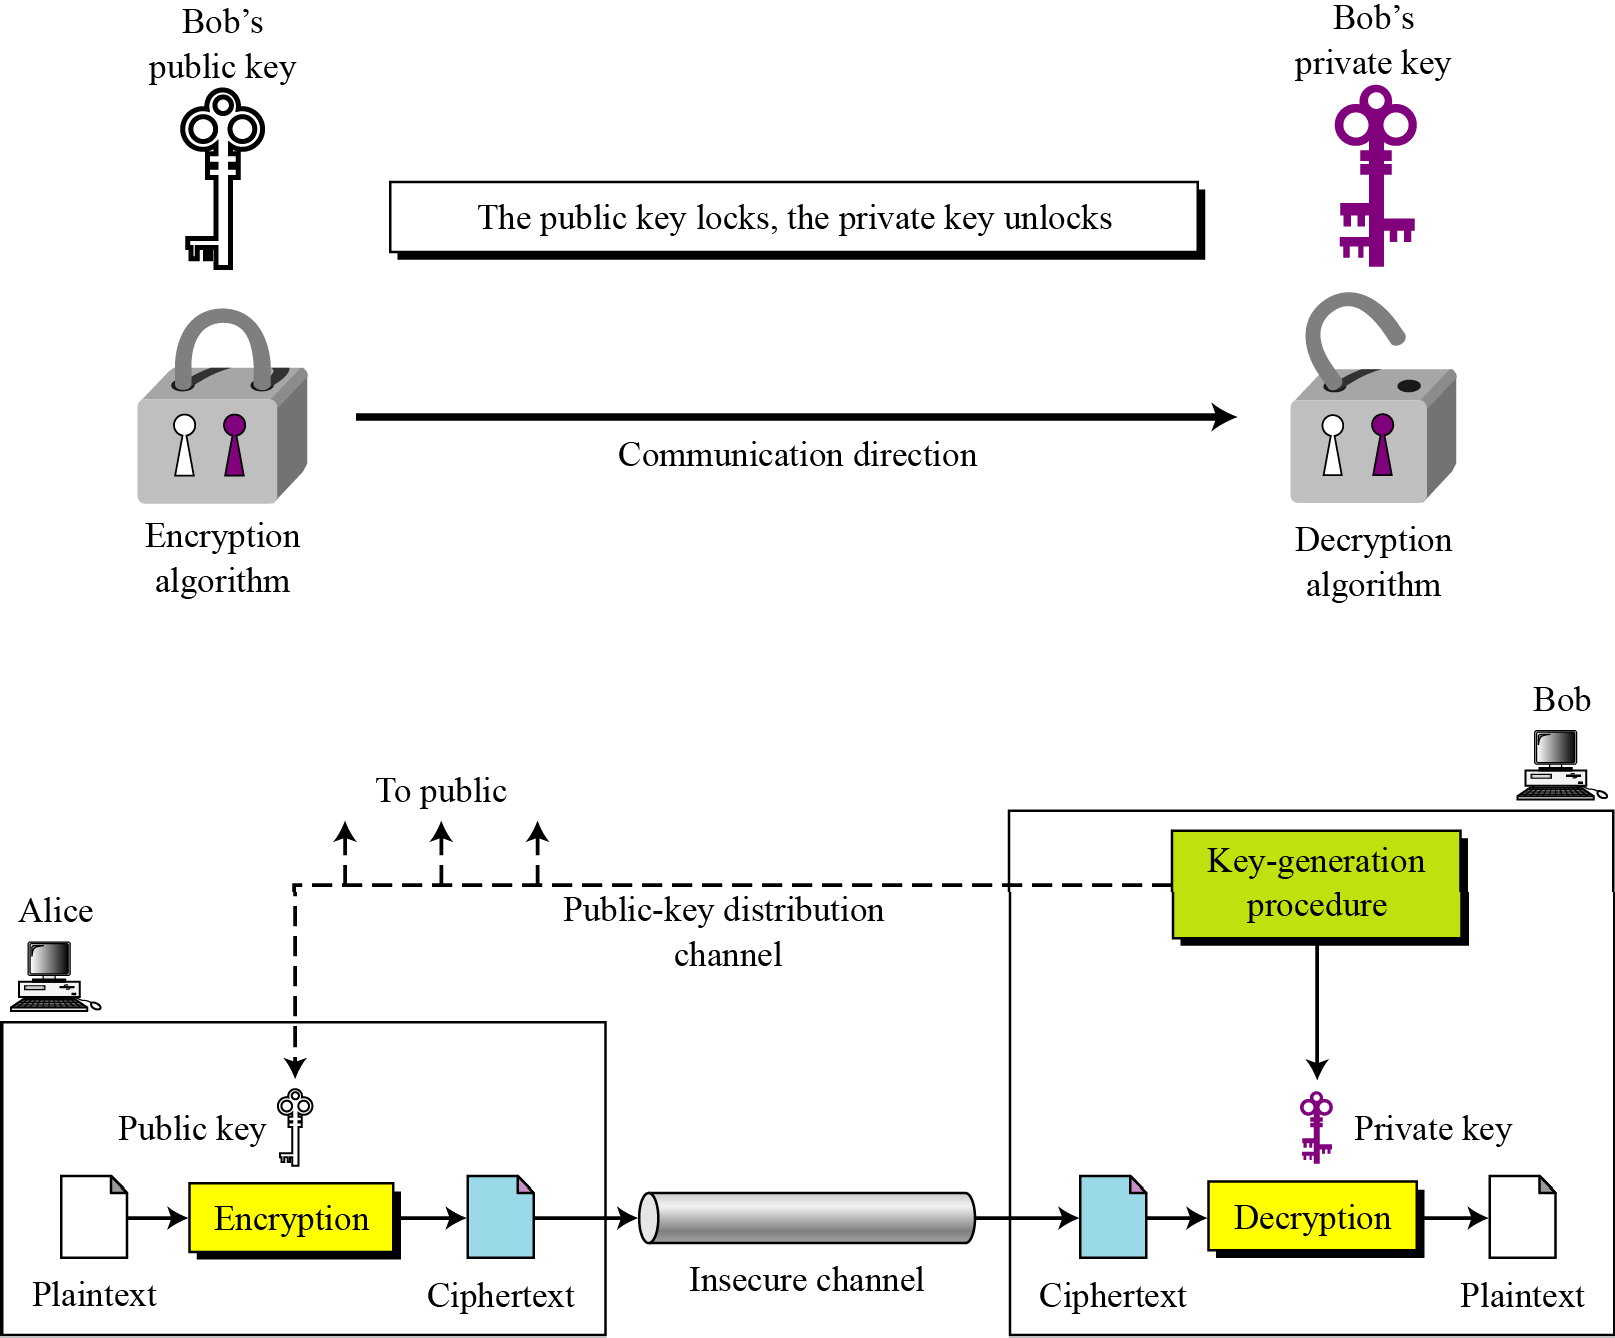 Bob’s
public key
Bob’s
private key
The public key locks, the private key unlocks
Communication direction
Encryption
algorithm
Decryption
algorithm
Bob
To public
Key-generation
procedure
Alice
Public-key distribution
channel
Public key
Private key
Encryption
Decryption
Plaintext
Ciphertext
Insecure channel
Ciphertext
Plaintext